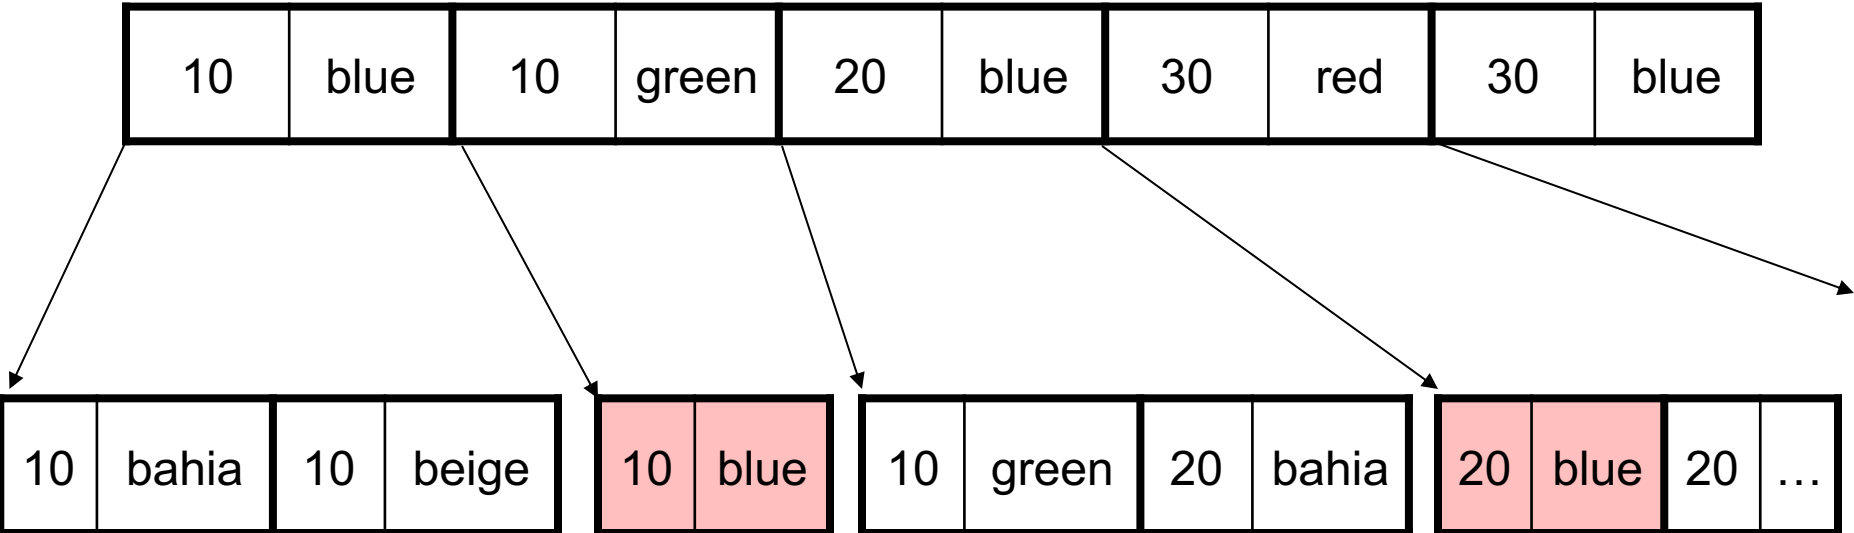 10 blue 10 green 20 blue 30 red 30 blue
10 bahia 10 beige 10 blue 10 green 20 bahia 20 blue 20 …